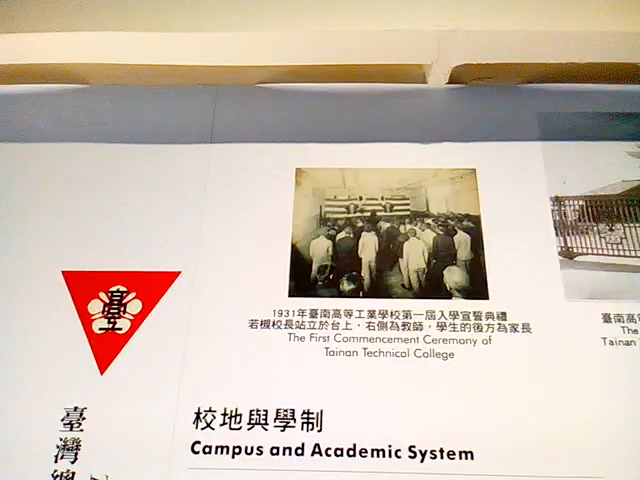 1931年臺南高等工業學校第一屆入學宣誓典禮
若槻校長站立於台上，右側為教師，學生的後方為家長
The First Commencement Ceremony of
Tainan Technical College
臺南高
The
Tainan
校地與學制
Campus and Academic System
臺灣總